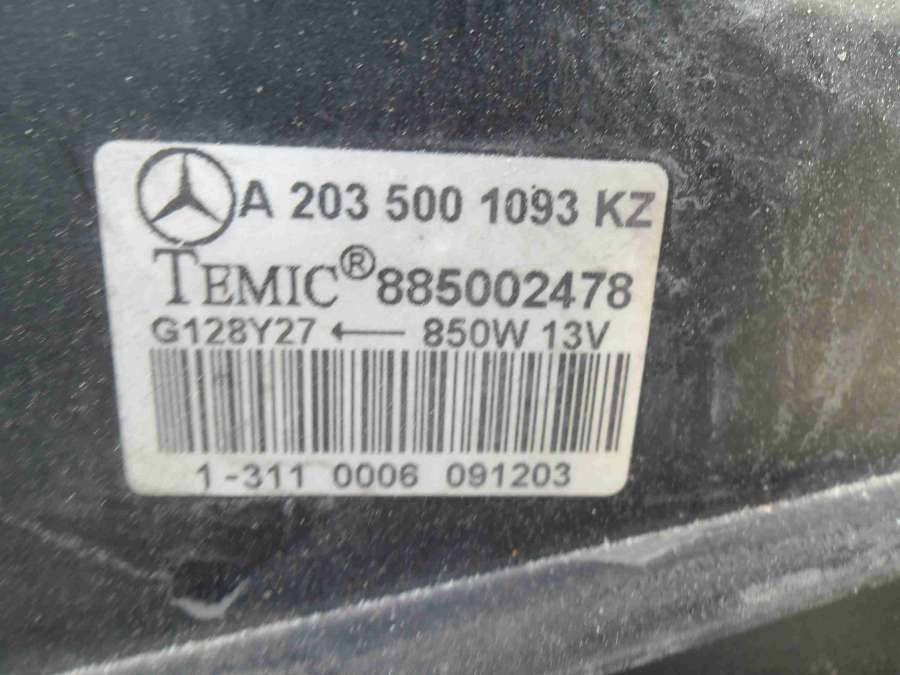 A 203 500 1093 KZ
TEMIC® 885002478
G128Y27 ← 850W 13V
1-311 0006 091203